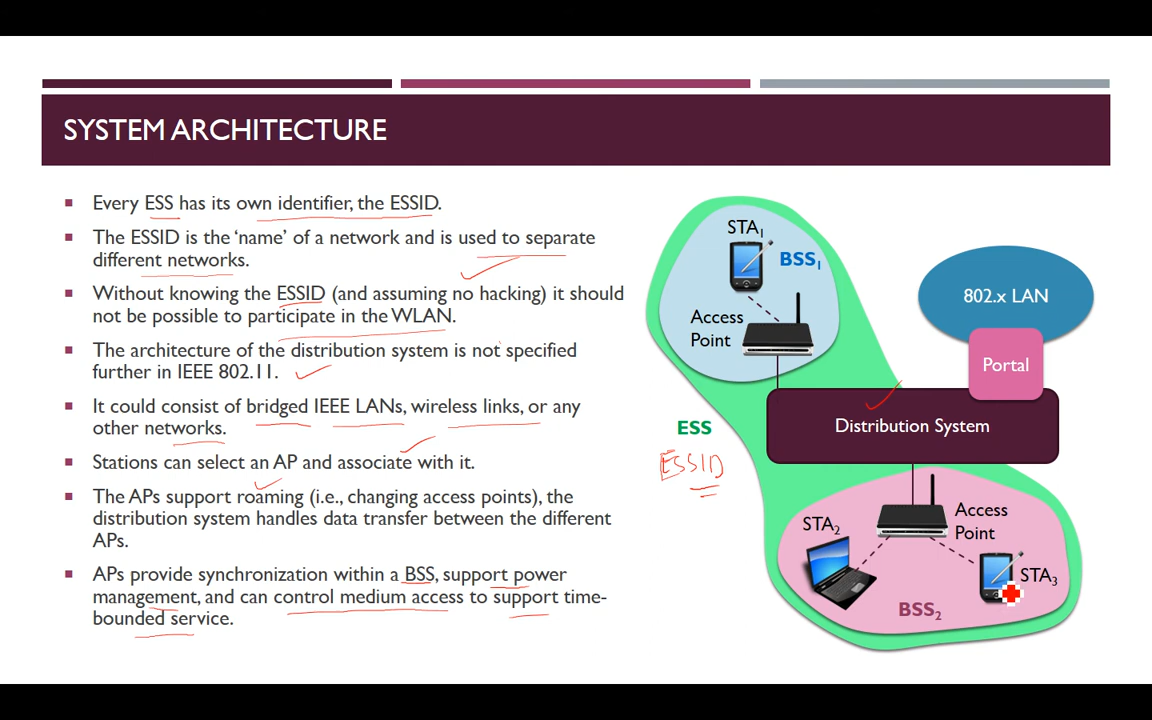 SYSTEM ARCHITECTURE
Every ESS has its own identifier, the ESSID.
The ESSID is the ‘name’ of a network and is used to separate
different networks.
Without knowing the ESSID (and assuming no hacking) it should
not be possible to participate in the WLAN.
The architecture of the distribution system is not specified
further in IEEE 802.11.
It could consist of bridged IEEE LANs, wireless links, or any
other networks.
Stations can select an AP and associate with it.
The APs support roaming (i.e., changing access points), the
distribution system handles data transfer between the different
APs.
APs provide synchronization within a BSS, support power
management, and can control medium access to support time-
bounded service.
STA1
BSS1
Access
Point
802.x LAN
Portal
Distribution System
ESS
ESSID
STA2
Access
Point
STA3
BSS2